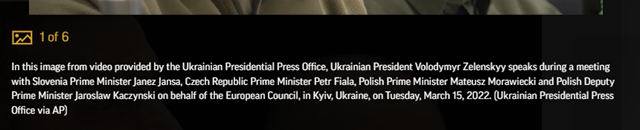 1 of 6
In this image from video provided by the Ukrainian Presidential Press Office, Ukrainian President Volodymyr Zelenskyy speaks during a meeting
with Slovenia Prime Minister Janez Jansa, Czech Republic Prime Minister Petr Fiala, Polish Prime Minister Mateusz Morawiecki and Polish Deputy
Prime Minister Jaroslaw Kaczynski on behalf of the European Council, in Kyiv, Ukraine, on Tuesday, March 15, 2022. (Ukrainian Presidential Press
Office via AP)